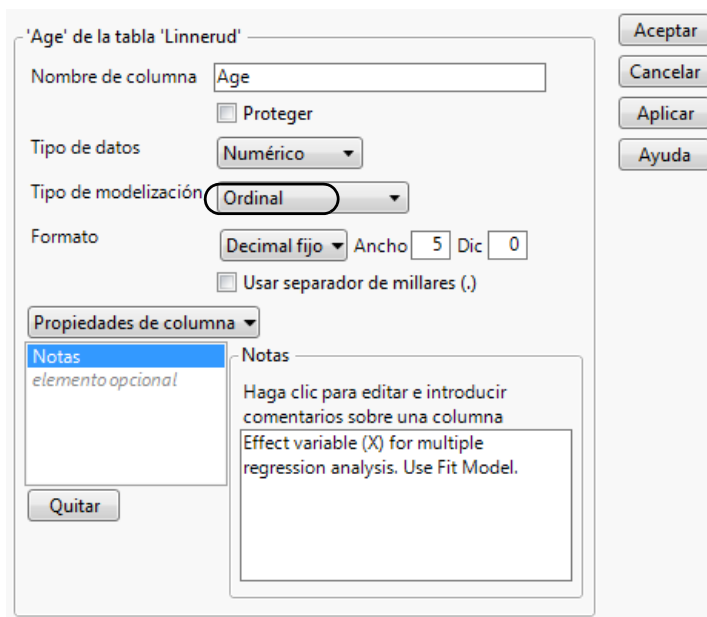 'Age' de la tabla 'Linnerud'
Nombre de columna Age
Proteger
Tipo de datos Numérico
Tipo de modelización Ordinal
Formato Decimal fijo Ancho 5 Dic 0
Usar separador de millares (.)
Propiedades de columna
Notas
elemento opcional
Quitar
Notas
Haga clic para editar e introducir
comentarios sobre una columna
Effect variable (X) for multiple
regression analysis. Use Fit Model.
Aceptar
Cancelar
Aplicar
Ayuda